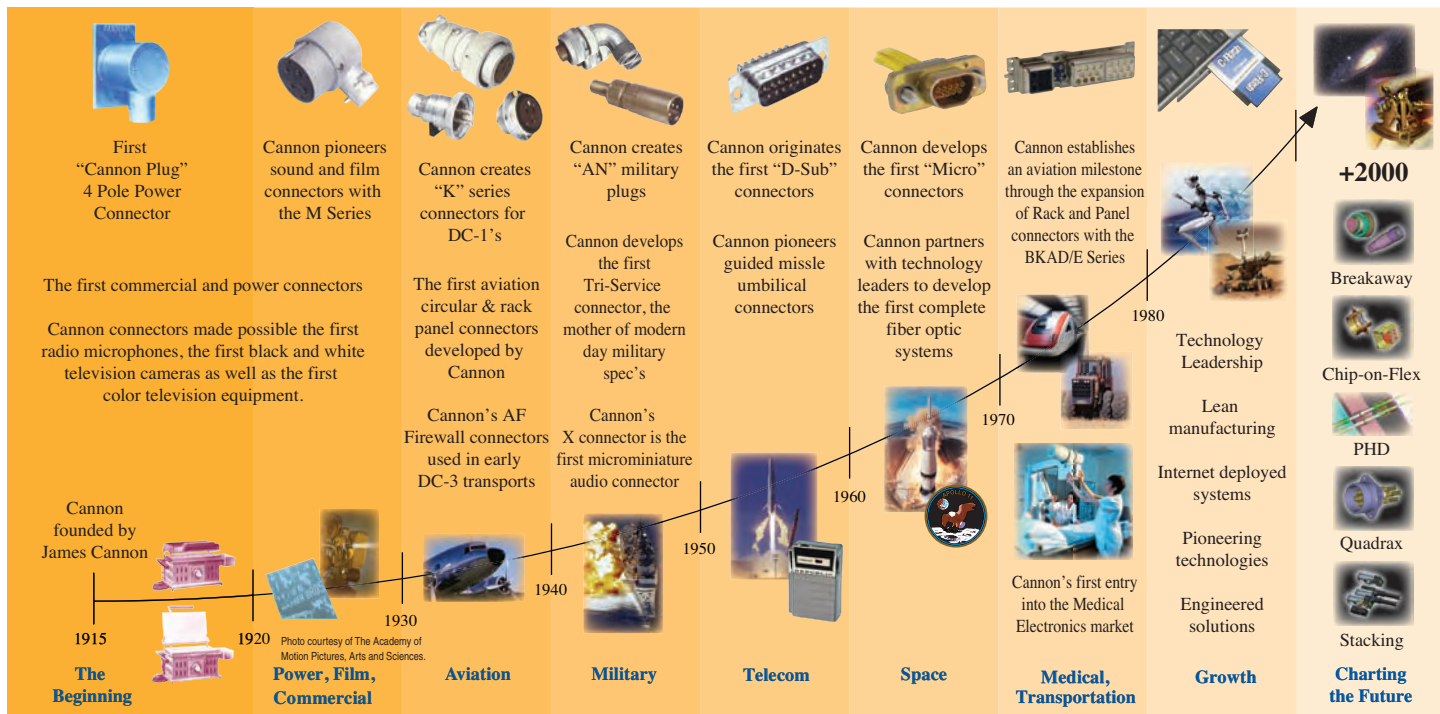 First
“Cannon Plug”
4 Pole Power
Connector
Cannon pioneers
sound and film
connectors with
the M Series
The first commercial and power connectors
Cannon connectors made possible the first
radio microphones, the first black and white
television cameras as well as the first
color television equipment.
Cannon
founded by
James Cannon
1915
The
Beginning
1920
Photo courtesy of The Academy of
Motion Pictures, Arts and Sciences.
Power, Film,
Commercial
Cannon creates
“K” series
connectors for
DC-1’s
The first aviation
circular & rack
panel connectors
developed by
Cannon
Cannon’s AF
Firewall connectors
used in early
DC-3 transports
1930
Aviation
Cannon creates
“AN” military
plugs
Cannon develops
the first
Tri-Service
connector, the
mother of modern
day military
spec’s
Cannon’s
X connector is the
first microminiature
audio connector
1940
Military
Cannon originates
the first “D-Sub”
connectors
Cannon pioneers
guided missle
umbilical
connectors
1950
REPUBLIC
Telecom
Cannon develops
the first “Micro”
connectors
Cannon partners
with technology
leaders to develop
the first complete
fiber optic
systems
1960
APOLLO 11
Space
Cannon establishes
an aviation milestone
through the expansion
of Rack and Panel
connectors with the
BKAD/E Series
1970
Cannon’s first entry
into the Medical
Electronics market
Medical,
Transportation
1980
Technology
Leadership
Lean
manufacturing
Internet deployed
systems
Pioneering
technologies
Engineered
solutions
Growth
+2000
Breakaway
Chip-on-Flex
PHD
Quadrax
Stacking
Charting
the Future